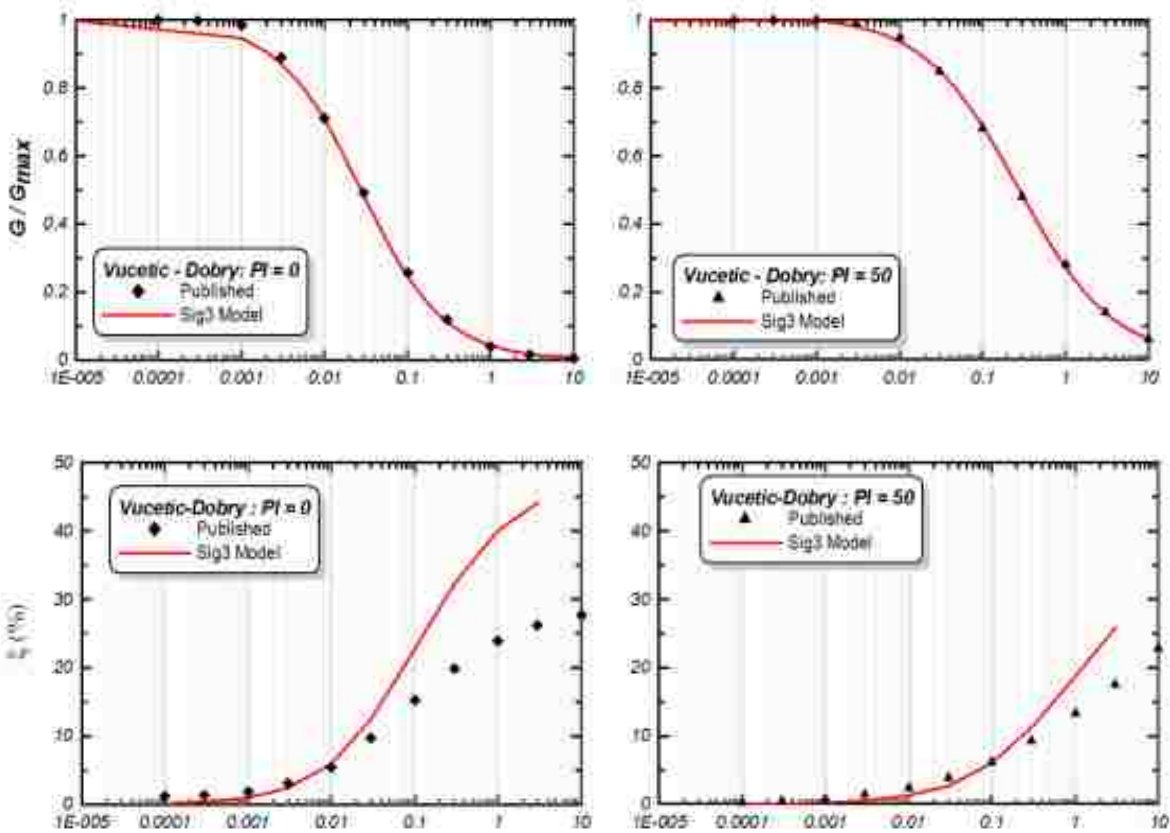 1
0.8
0.6
0.4
0.2
0
G / Gmax
Vucetic - Dobry: PI = 0
Published
Sig3 Model
1E-005 0.0001 0.001 0.01 0.1 1 10
1
0.8
0.6
0.4
0.2
0
Vucetic - Dobry: PI = 50
Published
Sig3 Model
1E-005 0.0001 0.001 0.01 0.1 1 10
50
40
30
20
10
0
ξ (%)
Vucetic-Dobry : PI = 0
Published
Sig3 Model
1E-005 0.0001 0.001 0.01 0.1 1 10
50
40
30
20
10
0
Vucetic-Dobry : PI = 50
Published
Sig3 Model
1E-005 0.0001 0.001 0.01 0.1 1 10